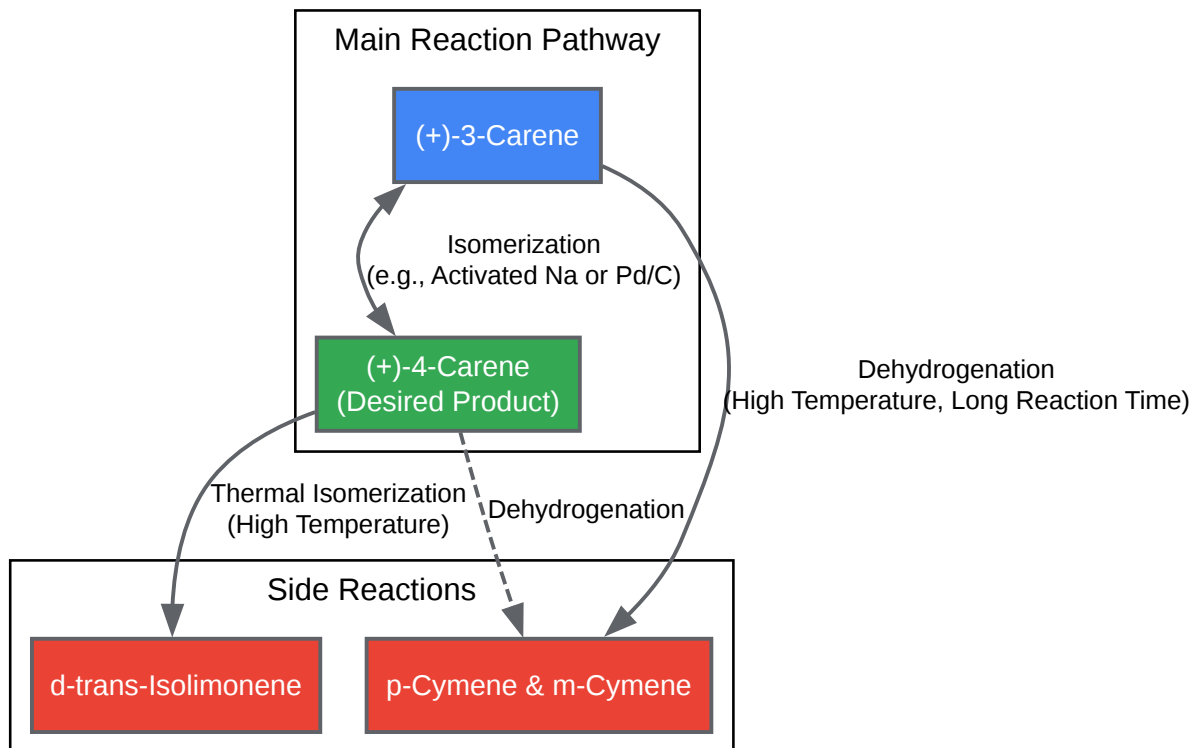 Main Reaction Pathway
(+)-3-Carene
Isomerization
(e.g., Activated Na or Pd/C)
(+)-4-Carene
(Desired Product)
Dehydrogenation
(High Temperature, Long Reaction Time)
Thermal Isomerization
(High Temperature)
Dehydrogenation
Side Reactions
d-trans-Isolimonene
p-Cymene & m-Cymene